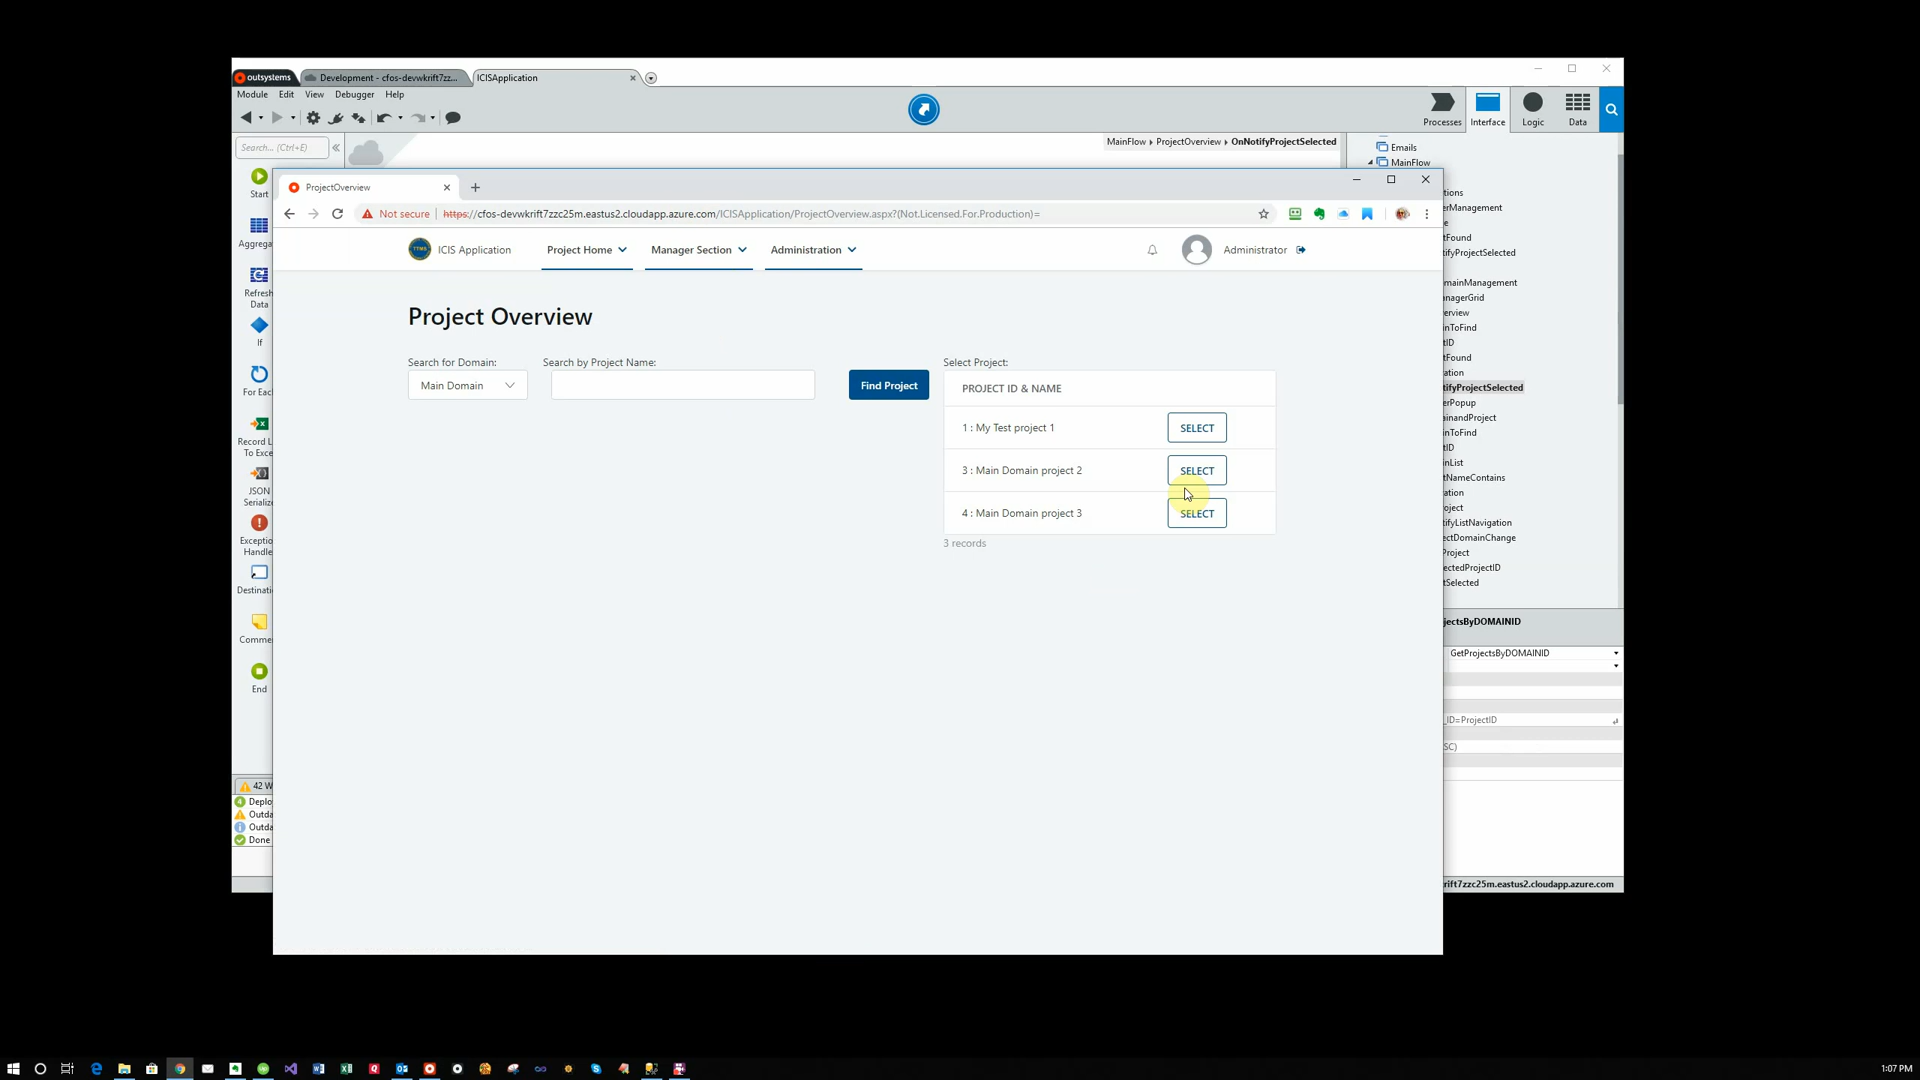 outsystems
Development - cfos-devwkrift7zz...
ICISApplication
Module Edit View Debugger Help
Processes Interface Logic Data
Search... (Ctrl+E)
MainFlow ▸ ProjectOverview ▸ OnNotifyProjectSelected
Emails
MainFlow
Start
Aggrega
Refres
Data
If
For Eac
Record L
To Exce
JSON
Serialize
Exceptio
Handle
Destinati
Comme
End
ProjectOverview
Not secure | https://cfos-devwkrift7zzc25m.eastus2.cloudapp.azure.com/ICISApplication/ProjectOverview.aspx?(Not.Licensed.For.Production)=
ICIS Application
Project Home
Manager Section
Administration
Administrator
Project Overview
Search for Domain:
Main Domain
Search by Project Name:
Find Project
Select Project:
PROJECT ID & NAME
1 : My Test project 1 SELECT
3 : Main Domain project 2 SELECT
4 : Main Domain project 3 SELECT
3 records
tions
erManagement
e
tFound
tifyProjectSelected
mainManagement
nagerGrid
erview
inToFind
tID
tFound
ration
tifyProjectSelected
erPopup
mainandProject
inToFind
tID
nList
tNameContains
ration
oject
tifyListNavigation
ectDomainChange
Project
ectedProjectID
tSelected
jectsByDOMAINID
GetProjectsByDOMAINID
_ID=ProjectID
SC)
42 W
Deplo
Outda
Outda
Done
rift7zzc25m.eastus2.cloudapp.azure.com
1:07 PM